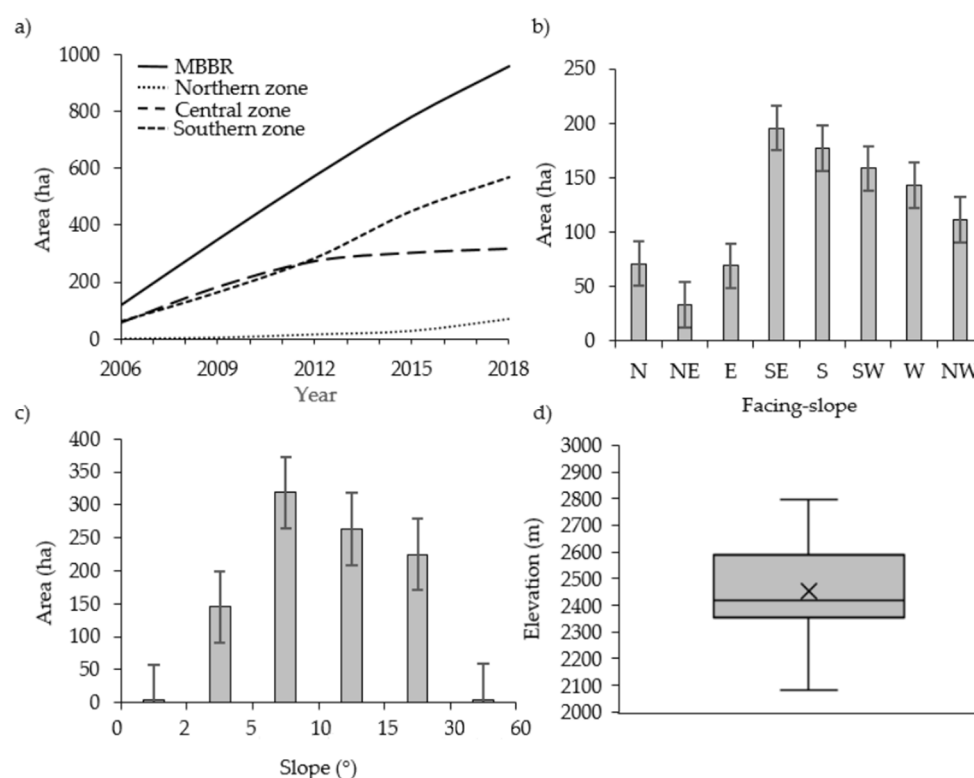 a)
1000
800
600
400
200
0
Area (ha)
MBBR
Northern zone
Central zone
Southern zone
2006 2009 2012 2015 2018
Year
b)
250
200
150
100
50
0
Area (ha)
N NE E SE S SW W NW
Facing-slope
c)
400
350
300
250
200
150
100
50
0
Area (ha)
0 2 5 10 15 30 60
Slope (°)
d)
3000
2900
2800
2700
2600
2500
2400
2300
2200
2100
2000
Elevation (m)